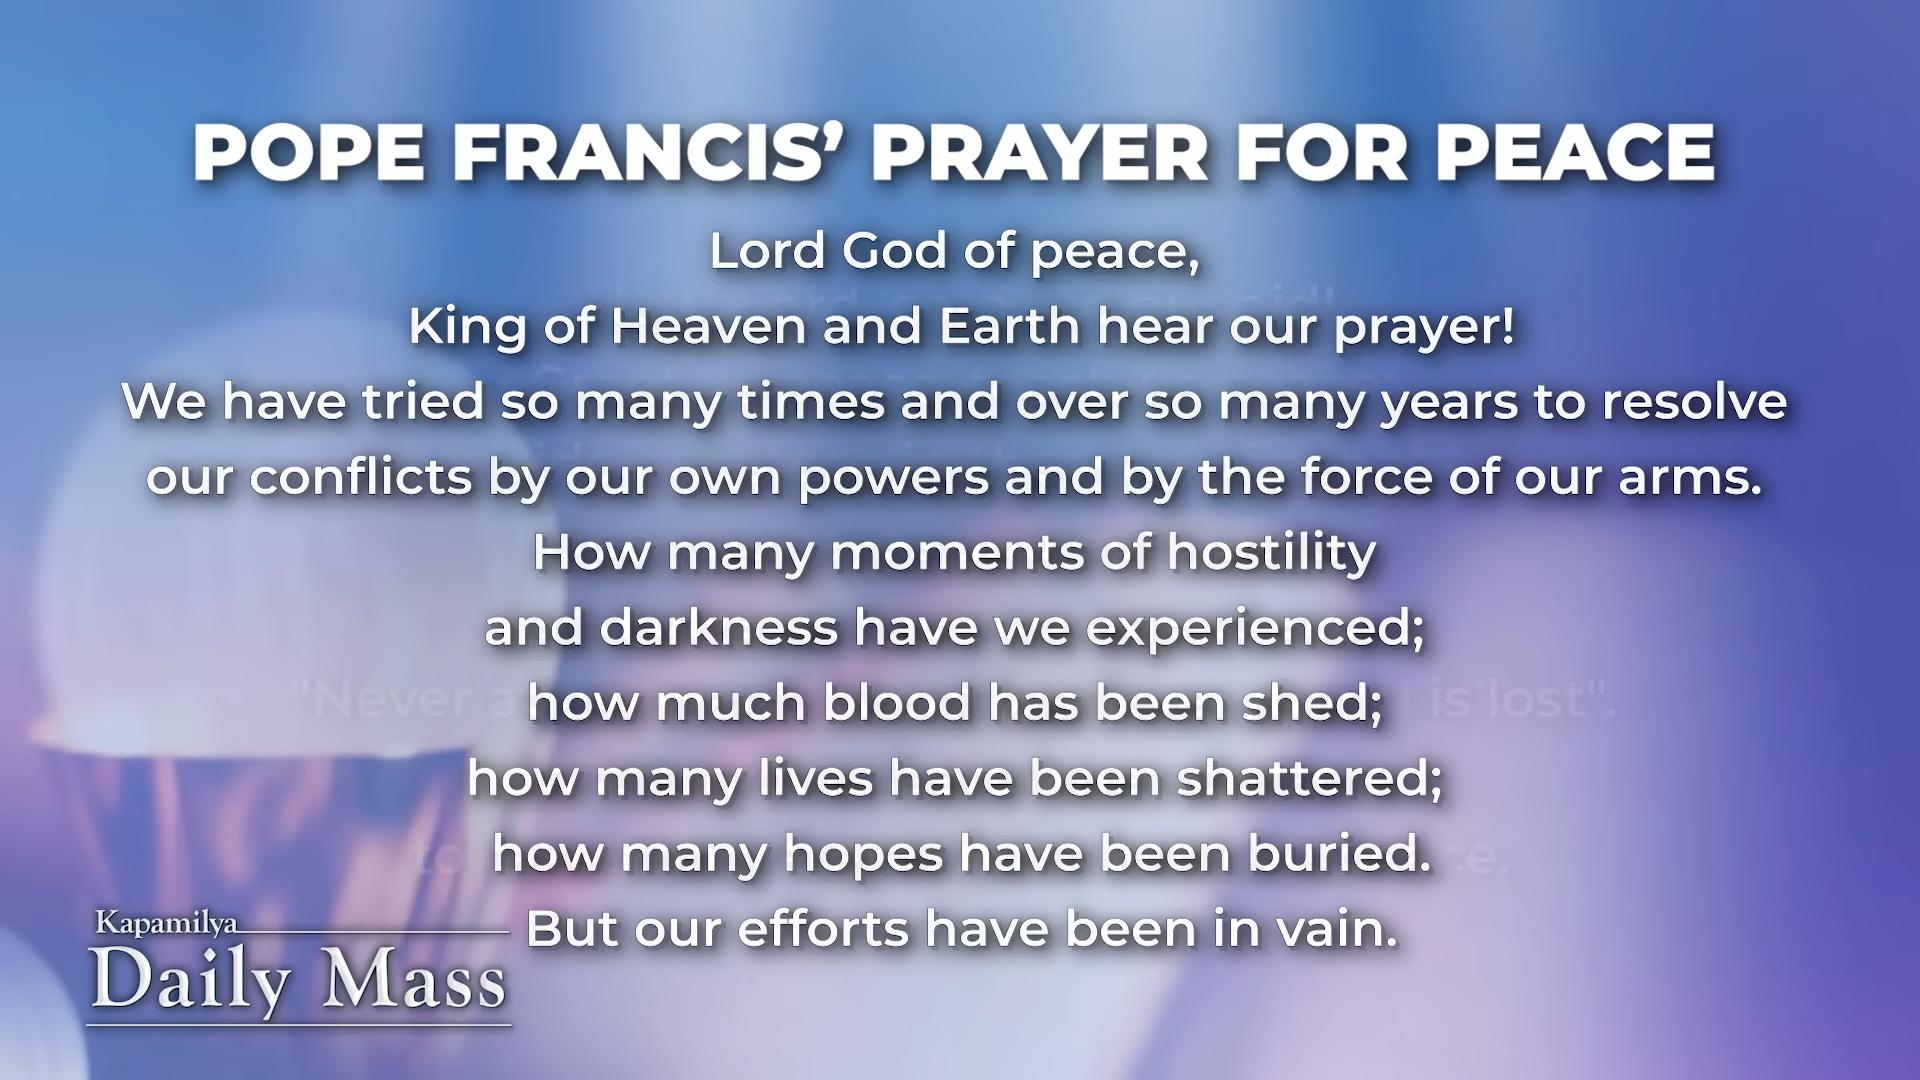 POPE FRANCIS’ PRAYER FOR PEACE
Lord God of peace,
King of Heaven and Earth hear our prayer!
We have tried so many times and over so many years to resolve
our conflicts by our own powers and by the force of our arms.
How many moments of hostility
and darkness have we experienced;
"Never
is lost".
how much blood has been shed;
how many lives have been shattered;
how many hopes have been buried.
But our efforts have been in vain.
Kapamilya
Daily Mass